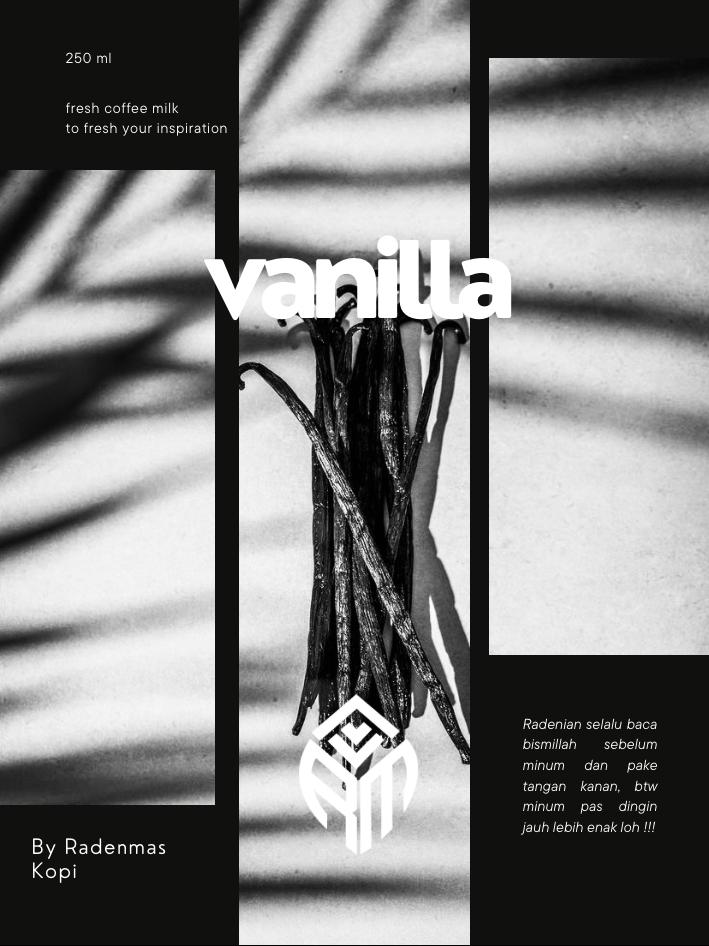 250 ml
fresh coffee milk
to fresh your inspiration
vanilla
RM
By Radenmas
Kopi
Radenian selalu baca
bismillah sebelum
minum dan pake
tangan kanan, btw
minum pas dingin
jauh lebih enak loh !!!